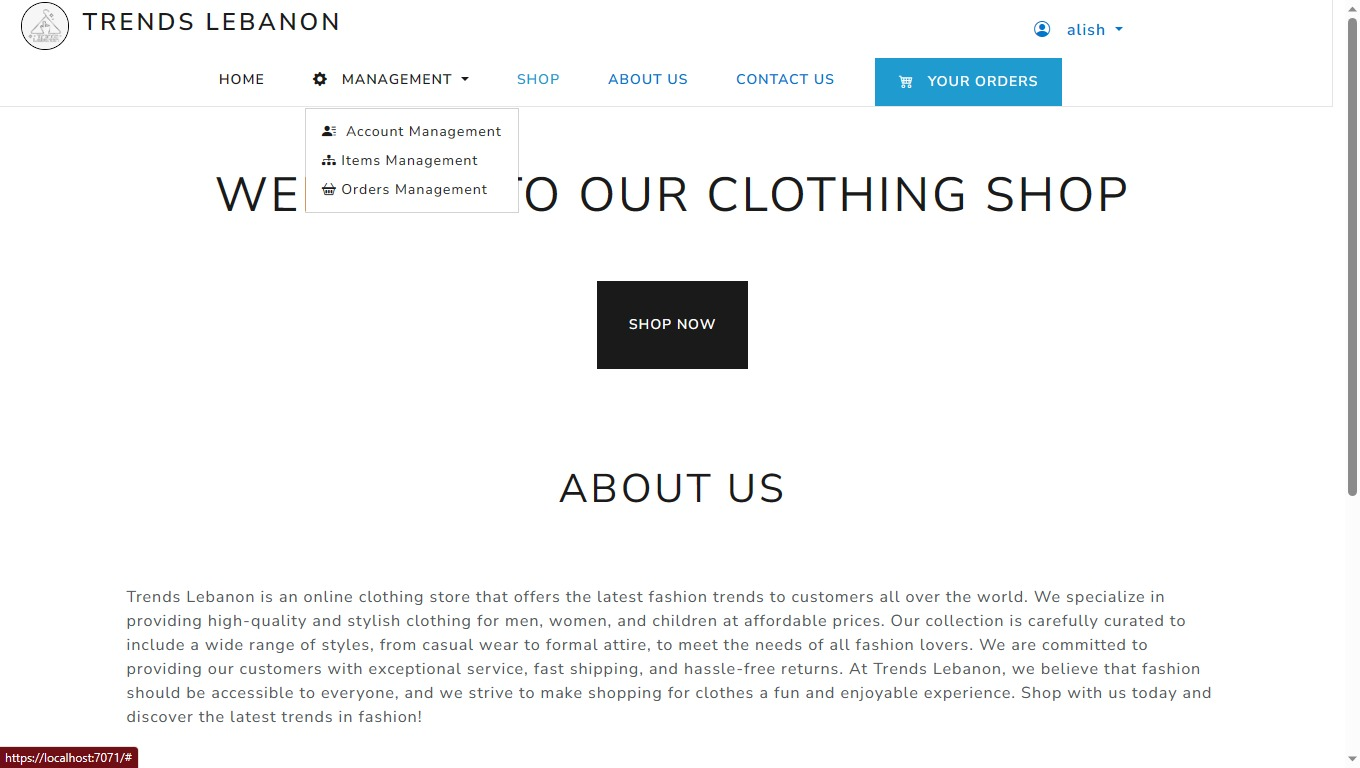 TRENDS LEBANON
alish
HOME MANAGEMENT SHOP ABOUT US CONTACT US YOUR ORDERS
Account Management
Items Management
Orders Management
TO OUR CLOTHING SHOP
SHOP NOW
ABOUT US
Trends Lebanon is an online clothing store that offers the latest fashion trends to customers all over the world. We specialize in
providing high-quality and stylish clothing for men, women, and children at affordable prices. Our collection is carefully curated to
include a wide range of styles, from casual wear to formal attire, to meet the needs of all fashion lovers. We are committed to
providing our customers with exceptional service, fast shipping, and hassle-free returns. At Trends Lebanon, we believe that fashion
should be accessible to everyone, and we strive to make shopping for clothes a fun and enjoyable experience. Shop with us today and
discover the latest trends in fashion!
https://localhost:7071/#